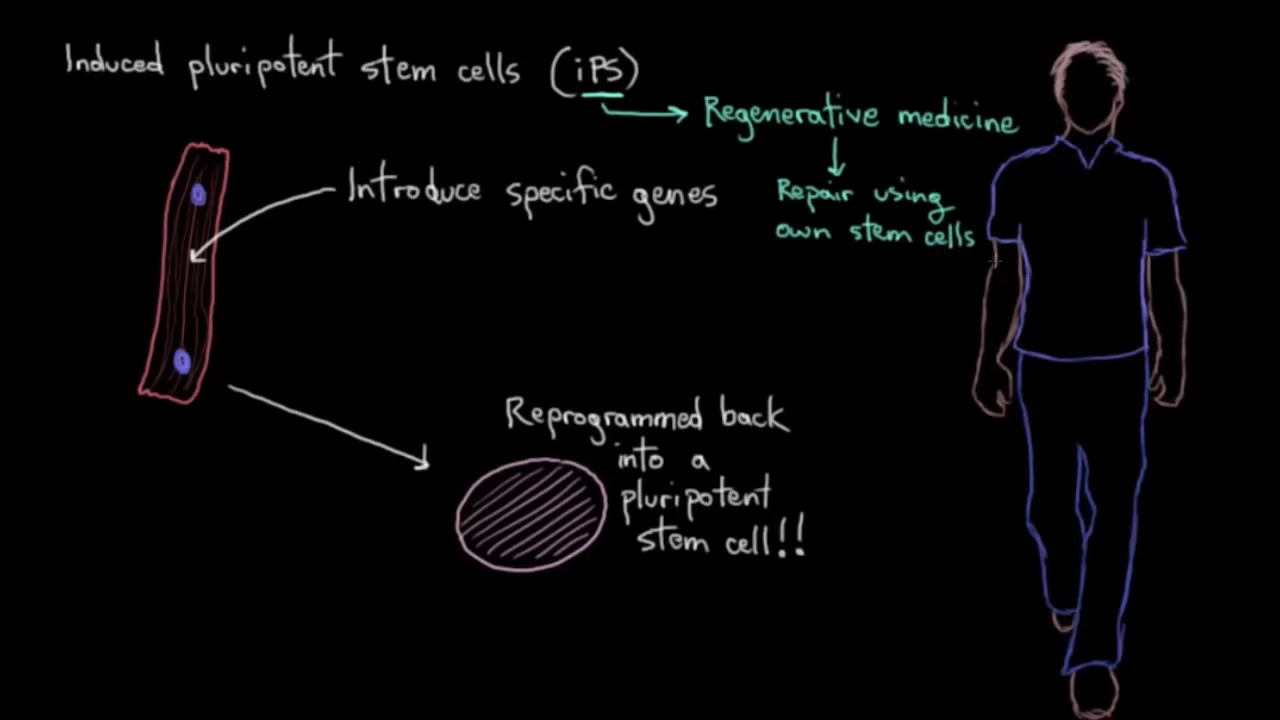 Induced pluripotent stem cells (iPS)
Regenerative medicine
Introduce specific genes
Repair using
own stem cells
Reprogrammed back
into a
pluripotent
stem cell!!